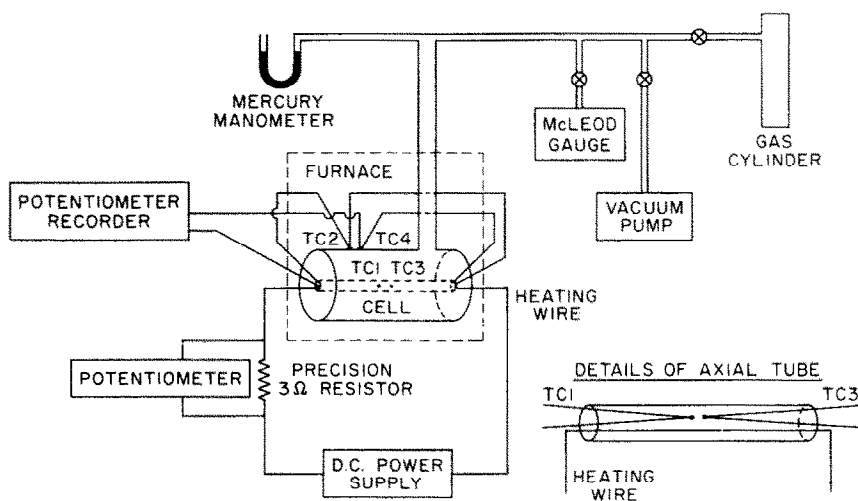 MERCURY
MANOMETER
McLEOD
GAUGE
GAS
CYLINDER
VACUUM
PUMP
FURNACE
POTENTIOMETER
RECORDER
TC2
TC4
TC1 TC3
CELL
HEATING
WIRE
POTENTIOMETER
PRECISION
3Ω RESISTOR
D.C. POWER
SUPPLY
DETAILS OF AXIAL TUBE
TC1
TC3
HEATING
WIRE